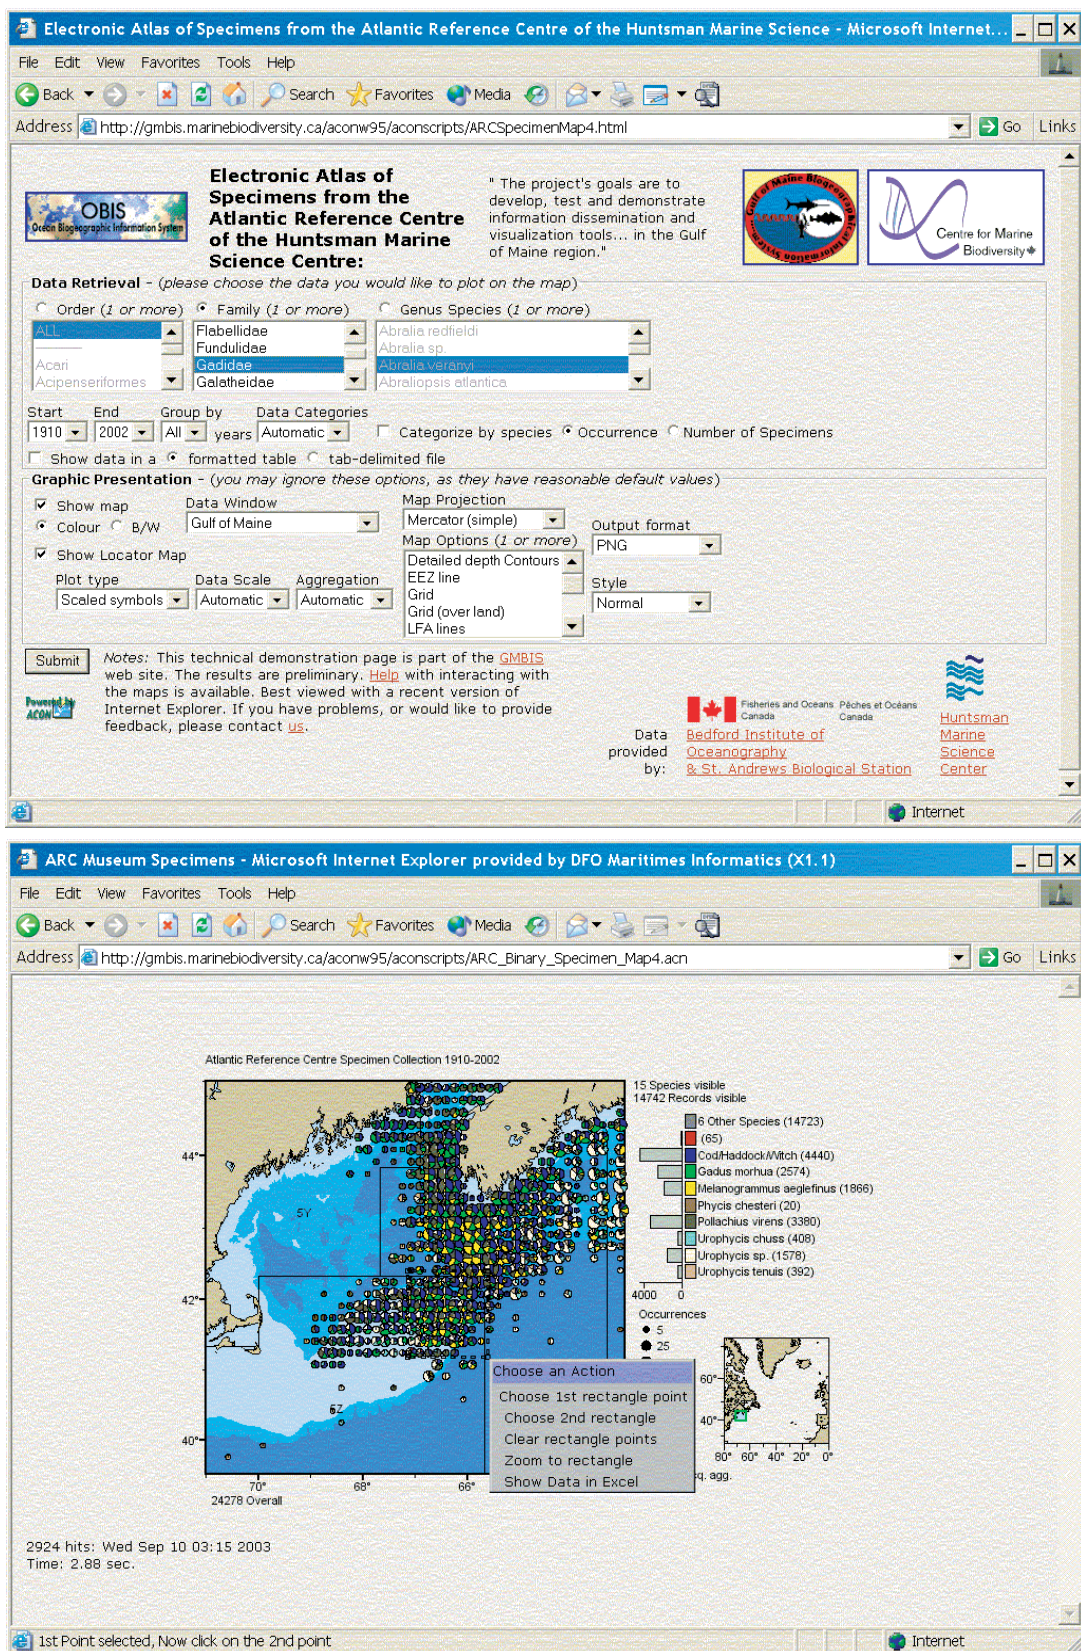 Electronic Atlas of Specimens from the Atlantic Reference Centre of the Huntsman Marine Science - Microsoft Internet...
File Edit View Favorites Tools Help
Back Search Favorites Media
Address http://gmbis.marinebiodiversity.ca/aconw95/aconscripts/ARCSpecimenMap4.html Go Links
OBIS
Ocean Biogeographic Information System
Electronic Atlas of
Specimens from the
Atlantic Reference Centre
of the Huntsman Marine
Science Centre:
" The project's goals are to
develop, test and demonstrate
information dissemination and
visualization tools... in the Gulf
of Maine region."
Gulf of Maine Biogeographical Information System
Centre for Marine
Biodiversity
Data Retrieval - (please choose the data you would like to plot on the map)
Order (1 or more) Family (1 or more) Genus Species (1 or more)
ALL Flabellidae Abralia redfieldi
Fundulidae Abralia sp.
Acari Gadidae Abralia veranyi
Acipenseriformes Galatheidae Abraliopsis atlantica
Start End Group by Data Categories
1910 2002 All years Automatic Categorize by species Occurrence Number of Specimens
Show data in a formatted table tab-delimited file
Graphic Presentation - (you may ignore these options, as they have reasonable default values)
Show map Data Window Map Projection
Colour B/W Gulf of Maine Mercator (simple) Output format
Show Locator Map Map Options (1 or more) PNG
Plot type Data Scale Aggregation Detailed depth Contours Style
Scaled symbols Automatic Automatic EEZ line Normal
Grid
Grid (over land)
LFA lines
Submit
Notes: This technical demonstration page is part of the GMBIS
web site. The results are preliminary. Help with interacting with
the maps is available. Best viewed with a recent version of
Internet Explorer. If you have problems, or would like to provide
feedback, please contact us.
Powered by
ACON
Fisheries and Oceans Pêches et Océans
Canada Canada
Data provided by:
Bedford Institute of
Oceanography
& St. Andrews Biological Station
Huntsman
Marine
Science
Center
Internet
ARC Museum Specimens - Microsoft Internet Explorer provided by DFO Maritimes Informatics (X1.1)
File Edit View Favorites Tools Help
Back Search Favorites Media
Address http://gmbis.marinebiodiversity.ca/aconw95/aconscripts/ARC_Binary_Specimen_Map4.acn Go Links
Atlantic Reference Centre Specimen Collection 1910-2002
15 Species visible
14742 Records visible
6 Other Species (14723)
(65)
Cod/Haddock/Witch (4440)
Gadus morhua (2574)
Melanogrammus aeglefinus (1866)
Phycis chesteri (20)
Pollachius virens (3380)
Urophycis chuss (408)
Urophycis sp. (1578)
Urophycis tenuis (392)
4000 0
Occurrences
5
25
44°
42°
40°
5Y
5Z
70° 68° 66°
24278 Overall
Choose an Action
Choose 1st rectangle point
Choose 2nd rectangle
Clear rectangle points
Zoom to rectangle
Show Data in Excel
60°
40°
80° 60° 40° 20° 0°
q. agg.
2924 hits: Wed Sep 10 03:15 2003
Time: 2.88 sec.
1st Point selected, Now click on the 2nd point
Internet